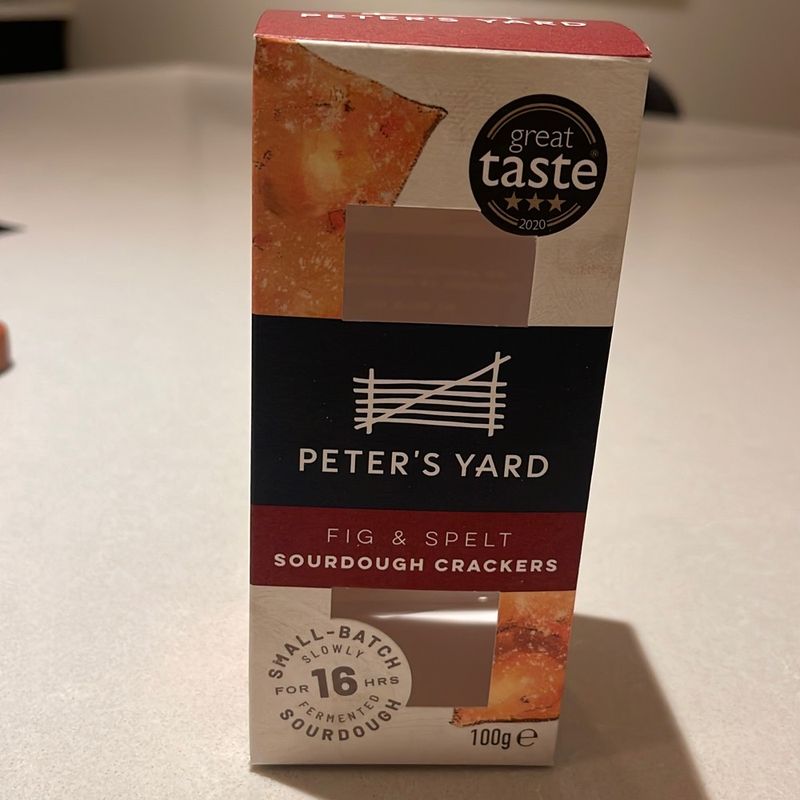 PETER'S YARD
great
taste
2020
PETER'S YARD
FIG & SPELT
SOURDOUGH CRACKERS
SMALL-BATCH
SLOWLY
FOR 16 HRS
FERMENTED
SOURDOUGH
100g ℮